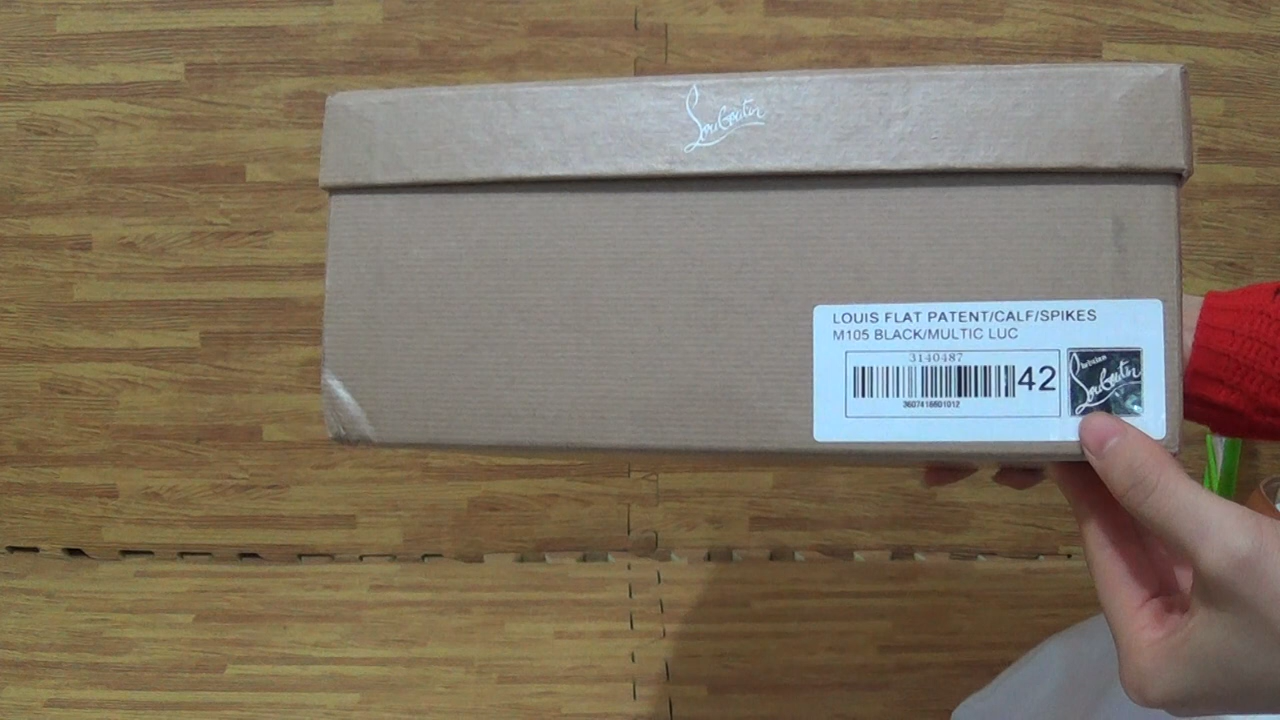 Louboutin
LOUIS FLAT PATENT/CALF/SPIKES
M105 BLACK/MULTIC LUC
3140487
42
3607416601012
Christian
Louboutin